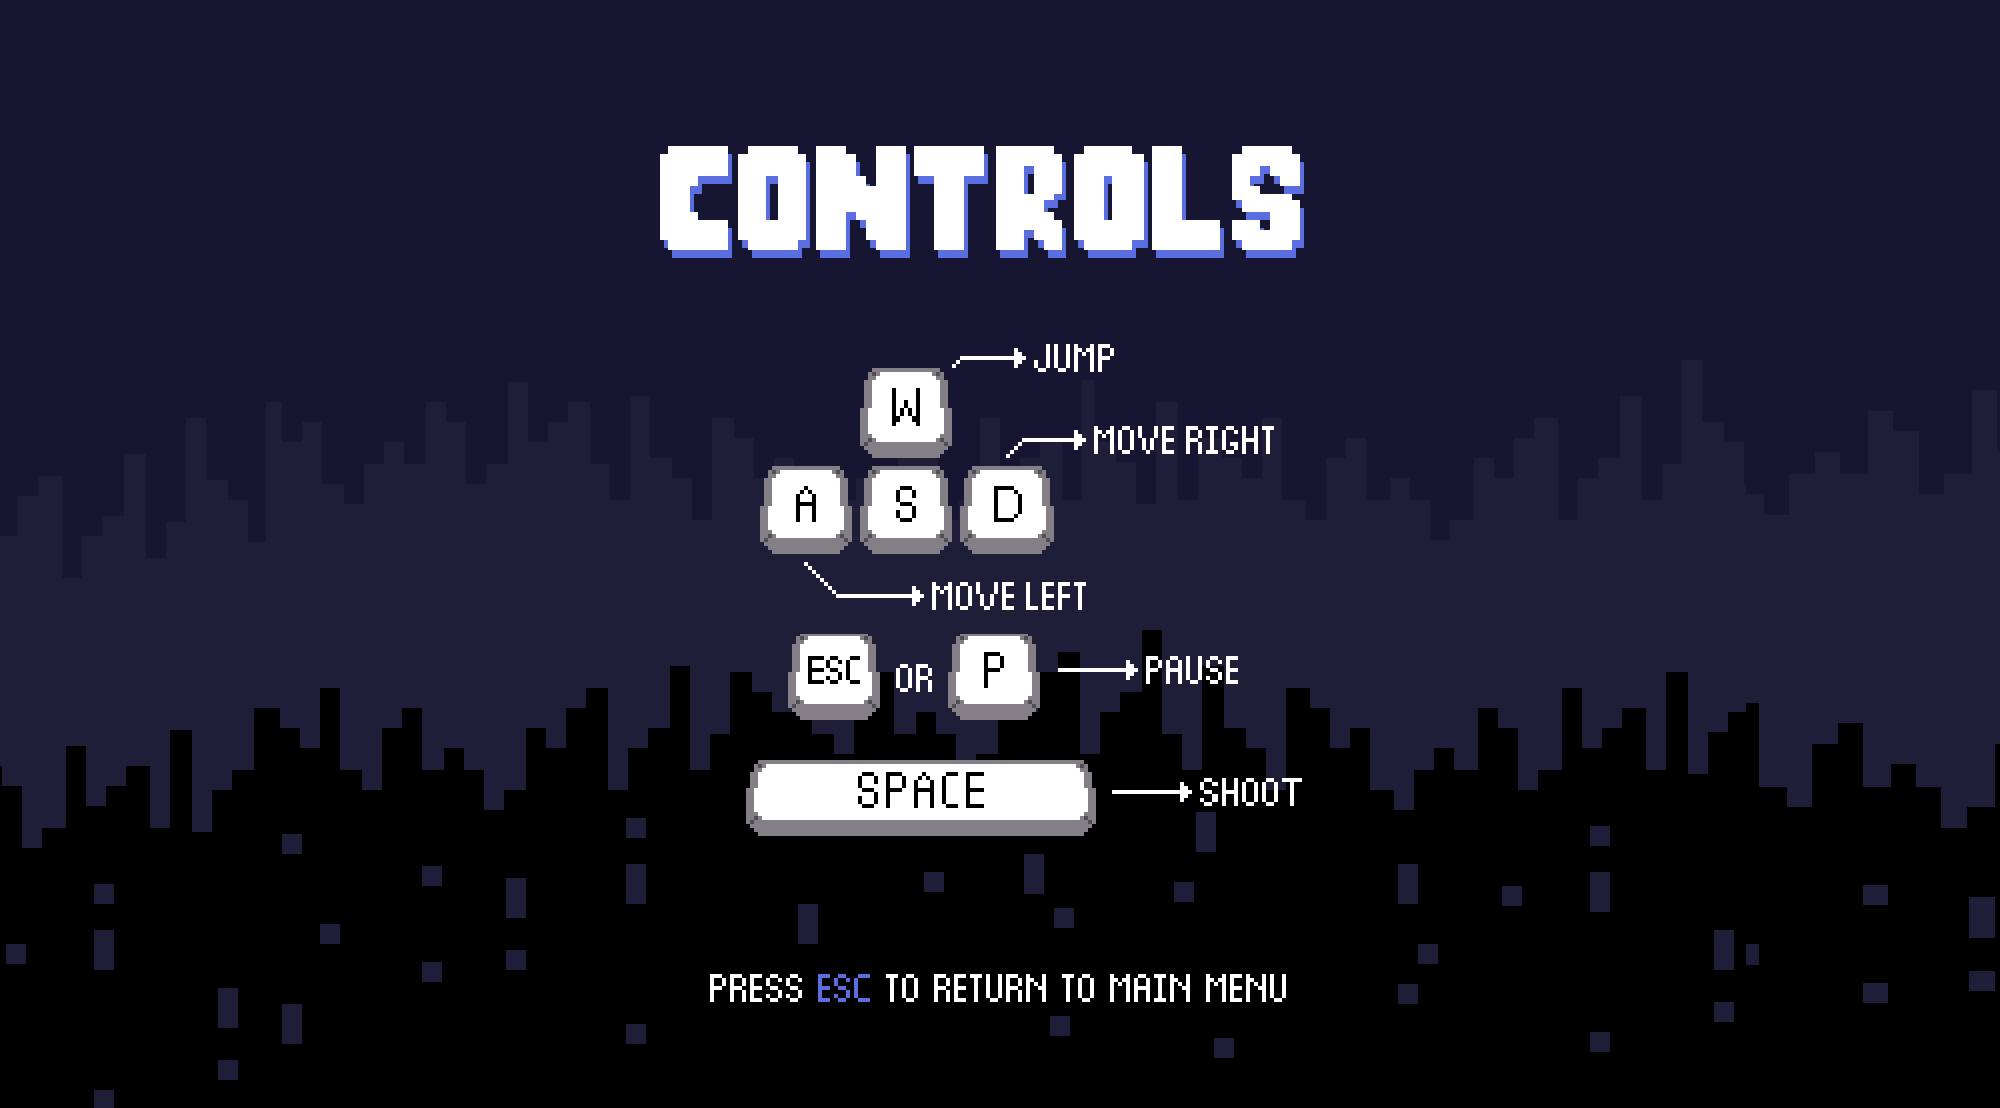 CONTROLS
JUMP
W
MOVE RIGHT
A S D
MOVE LEFT
ESC OR P PAUSE
SPACE SHOOT
PRESS ESC TO RETURN TO MAIN MENU